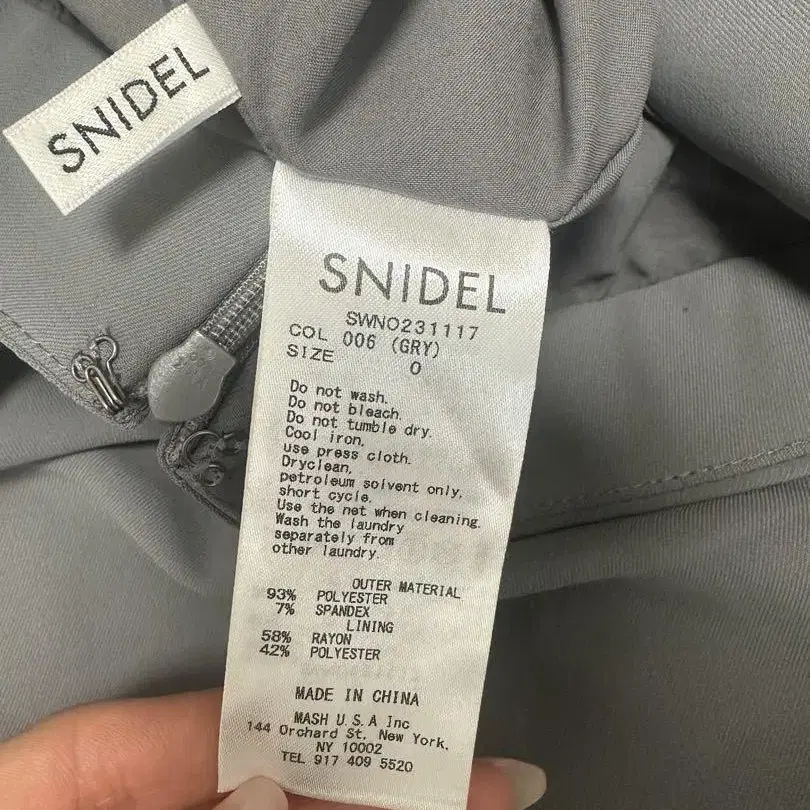 SNIDEL
SNIDEL
SWNO231117
COL 006 (GRY)
SIZE 0
Do not wash.
Do not bleach.
Do not tumble dry.
Cool iron,
use press cloth.
Dryclean,
petroleum solvent only,
short cycle.
Use the net when cleaning.
Wash the laundry
separately from
other laundry.
OUTER MATERIAL
93% POLYESTER
7% SPANDEX
LINING
58% RAYON
42% POLYESTER
MADE IN CHINA
MASH U.S.A Inc
144 Orchard St. New York,
NY 10002
TEL 917 409 5520